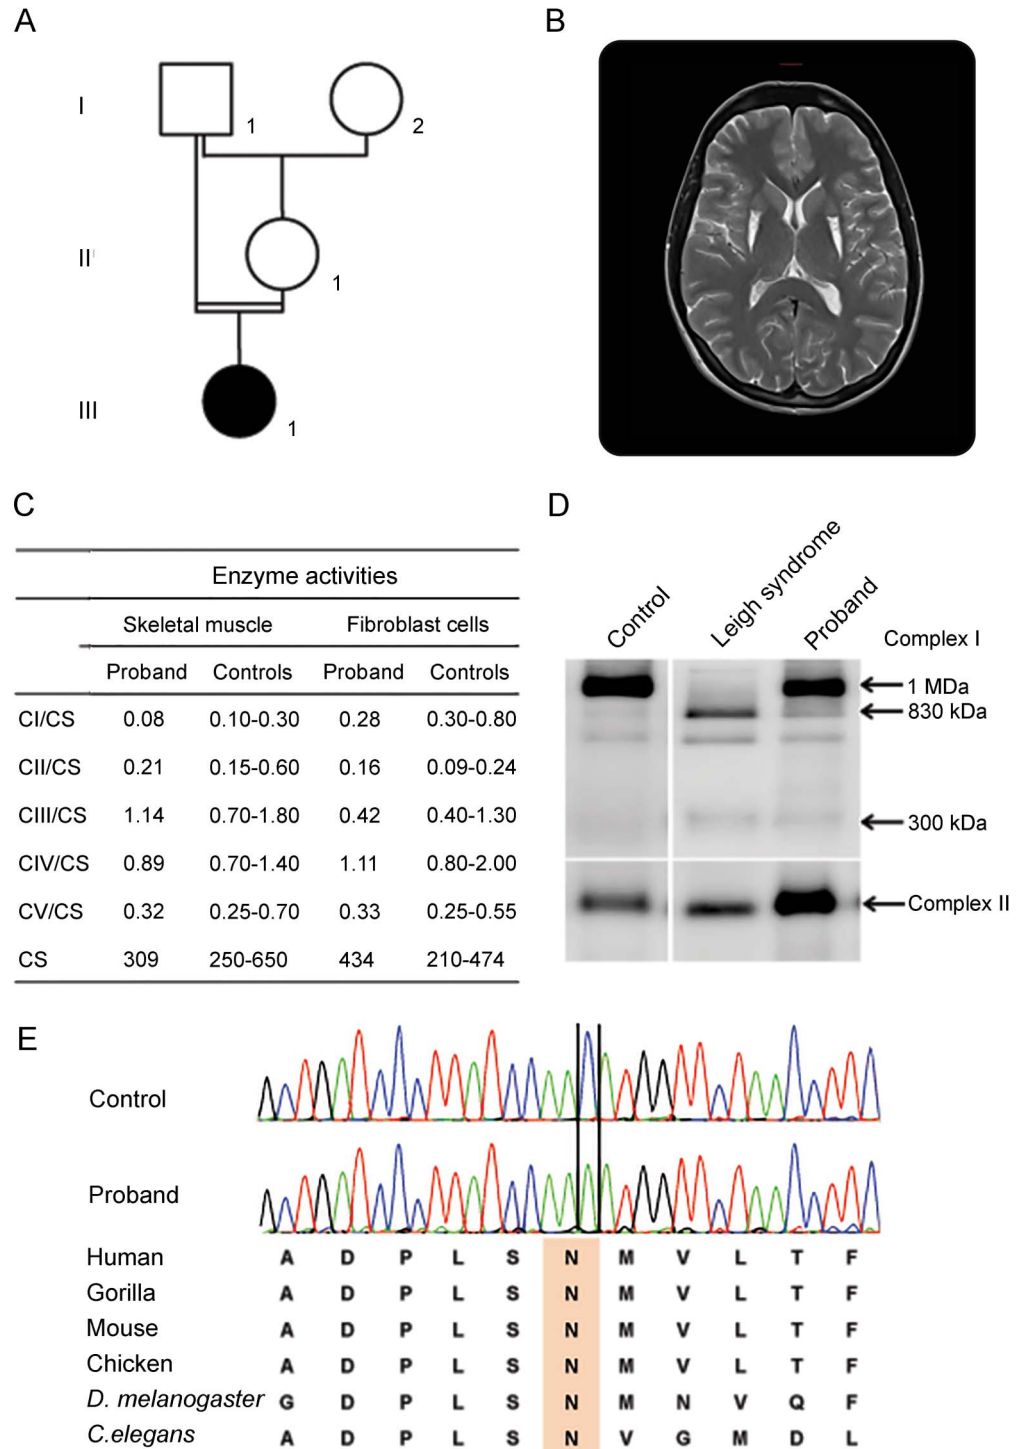 A
B
I
1
2
II
1
III
1
C
D
Enzyme activities
Skeletal muscle Fibroblast cells
Proband Controls Proband Controls
CI/CS 0.08 0.10-0.30 0.28 0.30-0.80
CII/CS 0.21 0.15-0.60 0.16 0.09-0.24
CIII/CS 1.14 0.70-1.80 0.42 0.40-1.30
CIV/CS 0.89 0.70-1.40 1.11 0.80-2.00
CV/CS 0.32 0.25-0.70 0.33 0.25-0.55
CS 309 250-650 434 210-474
Control Leigh syndrome Proband Complex I
1 MDa
830 kDa
300 kDa
Complex II
E
Control
Proband
Human A D P L S N M V L T F
Gorilla A D P L S N M V L T F
Mouse A D P L S N M V L T F
Chicken A D P L S N M V L T F
D. melanogaster G D P L S N M N V Q F
C.elegans A D P L S N V G M D L